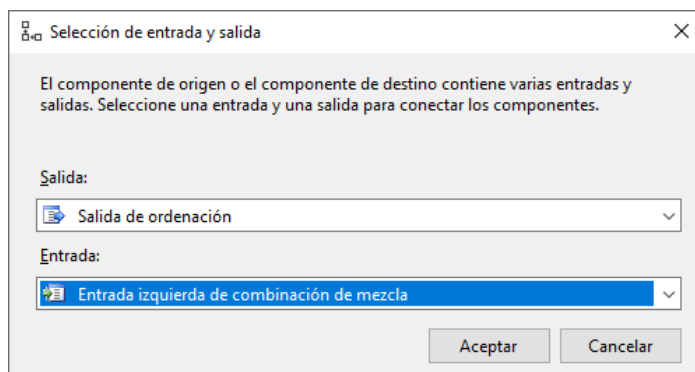 Selección de entrada y salida
El componente de origen o el componente de destino contiene varias entradas y
salidas. Seleccione una entrada y una salida para conectar los componentes.
Salida:
Salida de ordenación
Entrada:
Entrada izquierda de combinación de mezcla
Aceptar
Cancelar